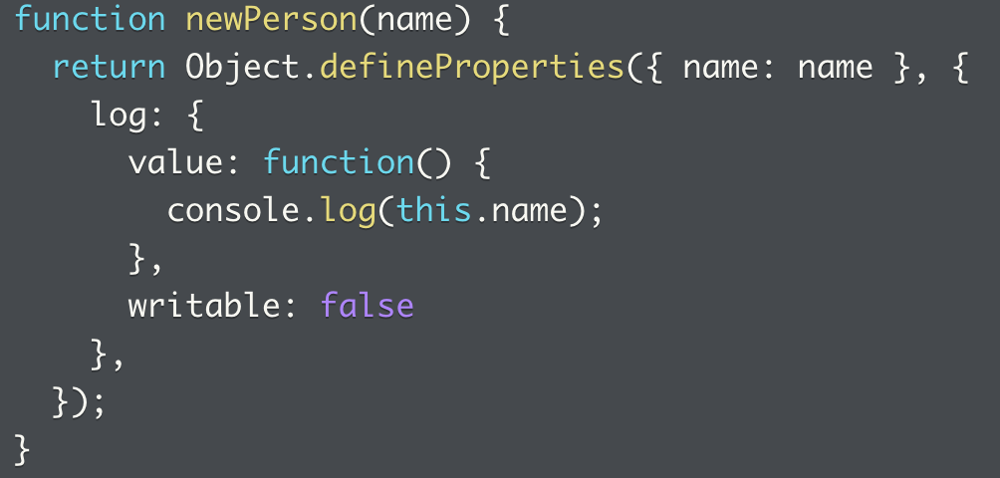 function newPerson(name) {
  return Object.defineProperties({ name: name }, {
    log: {
      value: function() {
        console.log(this.name);
      },
      writable: false
    },
  });
}